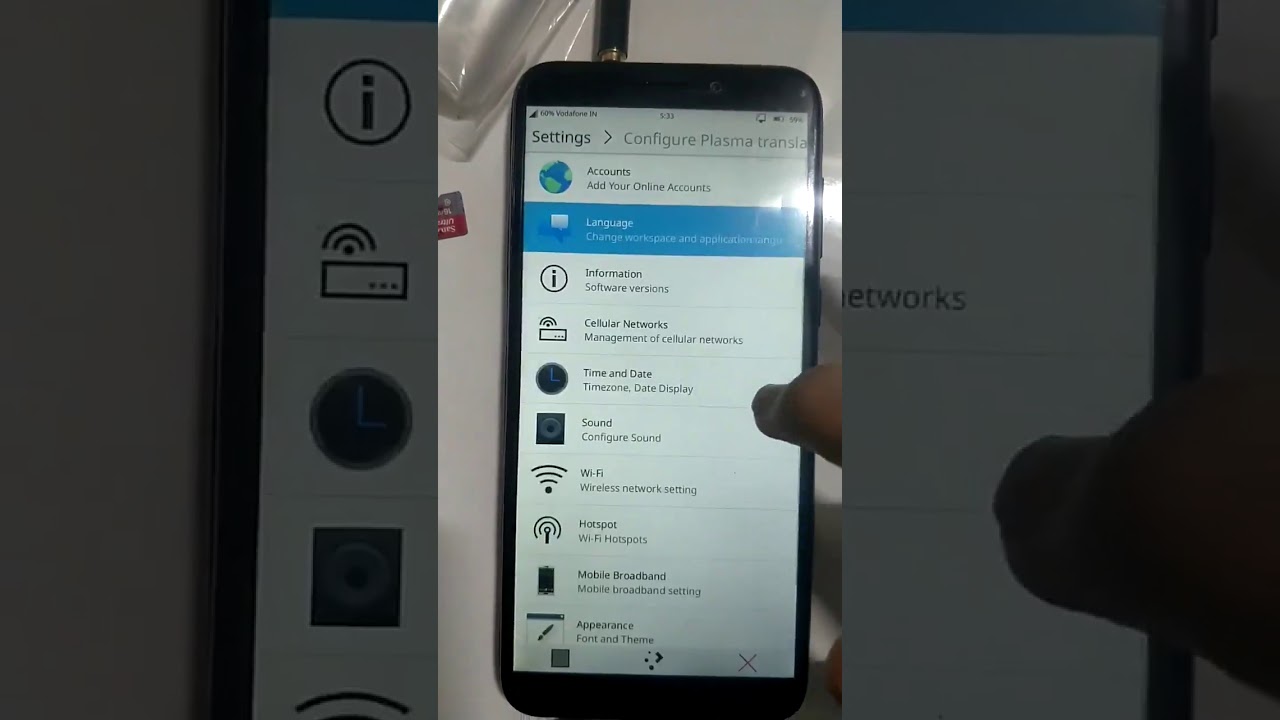 60% Vodafone IN
5:33
59%
Settings > Configure Plasma transla
Accounts
Add Your Online Accounts
Language
Change workspace and application langu
Information
Software versions
Cellular Networks
Management of cellular networks
Time and Date
Timezone, Date Display
Sound
Configure Sound
Wi-Fi
Wireless network setting
Hotspot
Wi-Fi Hotspots
Mobile Broadband
Mobile broadband setting
Appearance
Font and Theme
networks